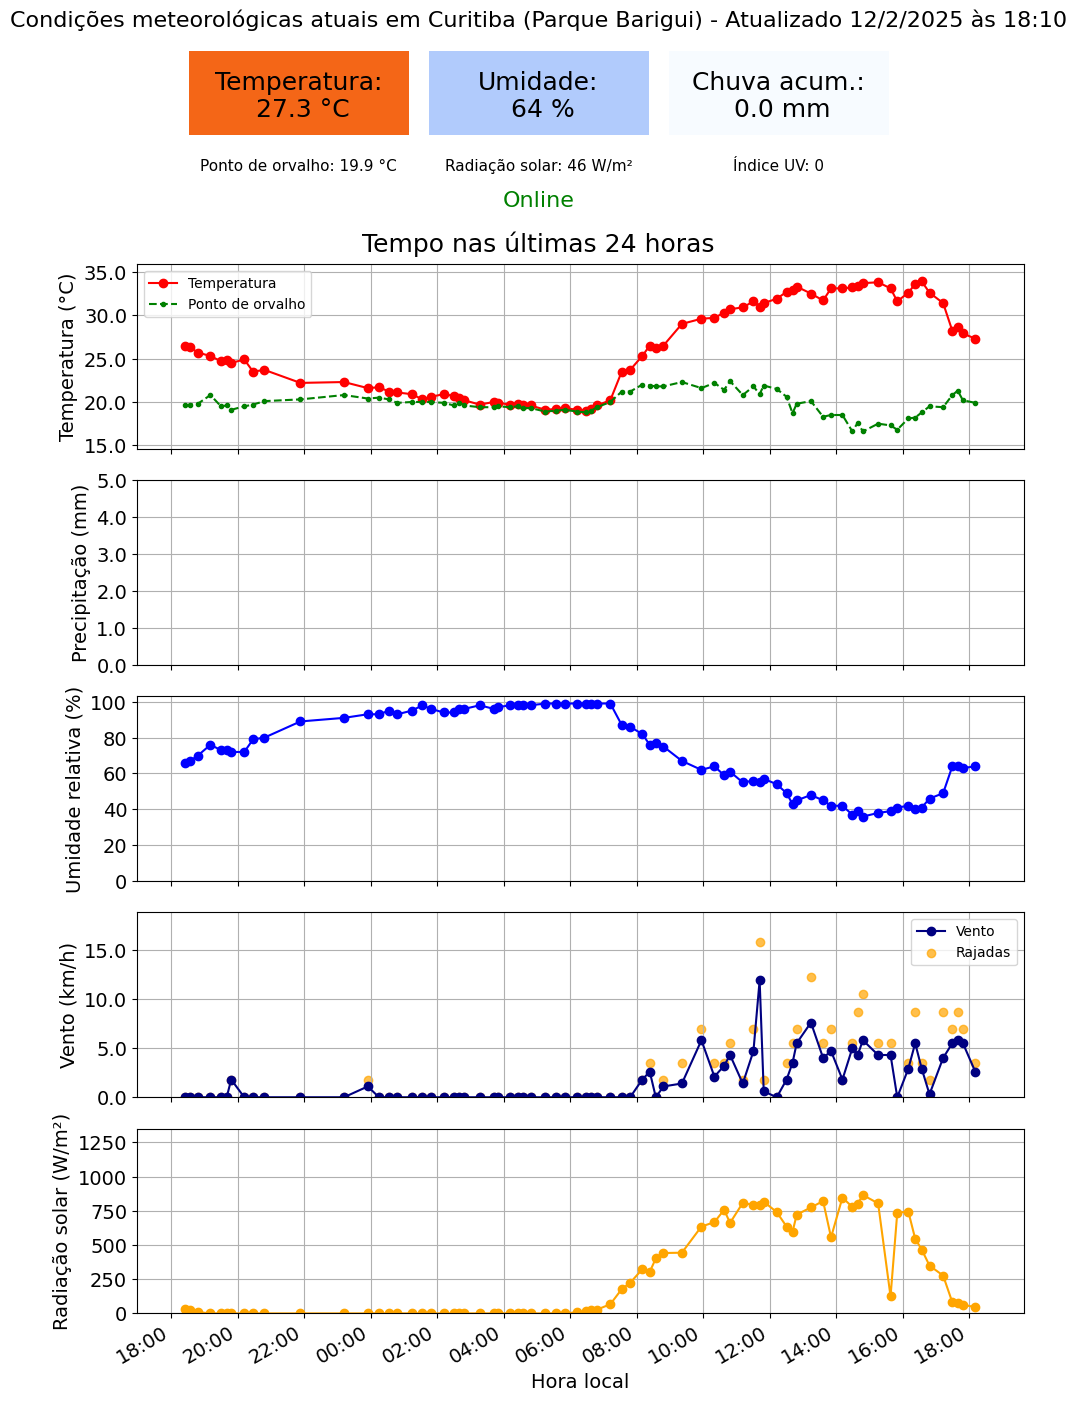 Condições meteorológicas atuais em Curitiba (Parque Barigui) - Atualizado 12/2/2025 às 18:10
Temperatura:
27.3 °C
Umidade:
64 %
Chuva acum.:
0.0 mm
Ponto de orvalho: 19.9 °C
Radiação solar: 46 W/m²
Índice UV: 0
Online
Tempo nas últimas 24 horas
Temperatura (°C)
35.0
30.0
25.0
20.0
15.0
Temperatura
Ponto de orvalho
Precipitação (mm)
5.0
4.0
3.0
2.0
1.0
0.0
Umidade relativa (%)
100
80
60
40
20
0
Vento (km/h)
15.0
10.0
5.0
0.0
Vento
Rajadas
Radiação solar (W/m²)
1250
1000
750
500
250
0
18:00
20:00
22:00
00:00
02:00
04:00
06:00
08:00
10:00
12:00
14:00
16:00
18:00
Hora local